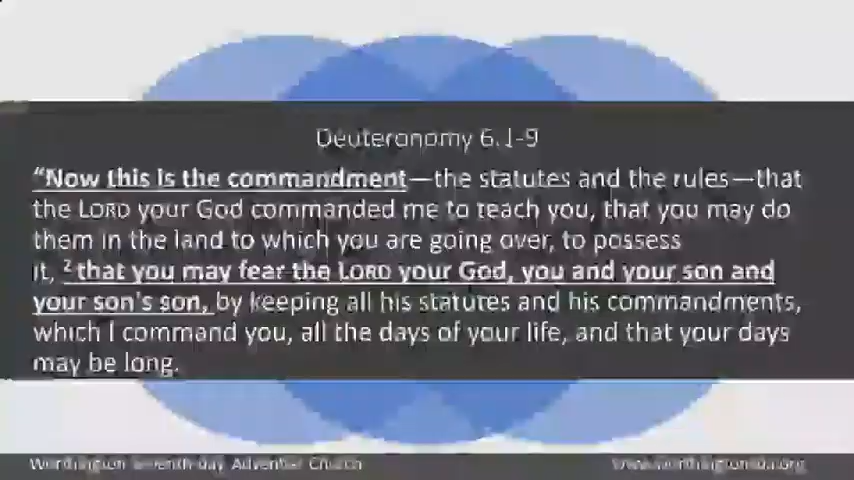 Deuteronomy 6.1-9
“Now this is the commandment—the statutes and the rules—that
the LORD your God commanded me to teach you, that you may do
them in the land to which you are going over, to possess
it, ² that you may fear the LORD your God, you and your son and
your son's son, by keeping all his statutes and his commandments,
which I command you, all the days of your life, and that your days
may be long.
Worthington Seventh-day Adventist Church